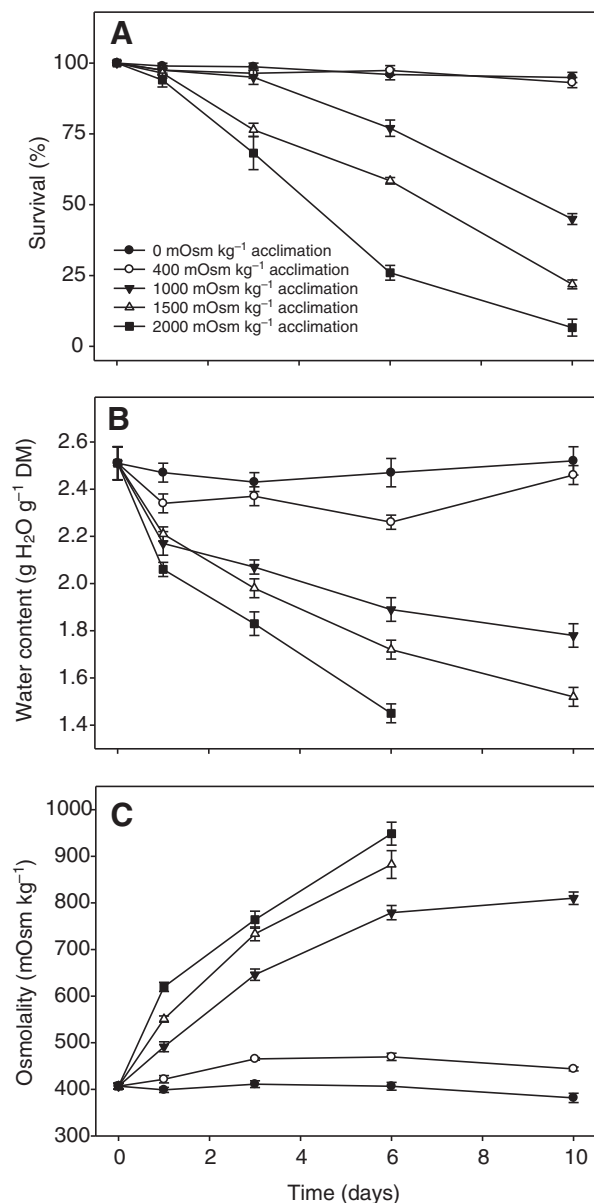 A
100
75
50
25
0
Survival (%)
0 mOsm kg⁻¹ acclimation
400 mOsm kg⁻¹ acclimation
1000 mOsm kg⁻¹ acclimation
1500 mOsm kg⁻¹ acclimation
2000 mOsm kg⁻¹ acclimation
B
2.6
2.4
2.2
2.0
1.8
1.6
1.4
Water content (g H₂O g⁻¹ DM)
C
1000
900
800
700
600
500
400
300
Osmolality (mOsm kg⁻¹)
0 2 4 6 8 10
Time (days)